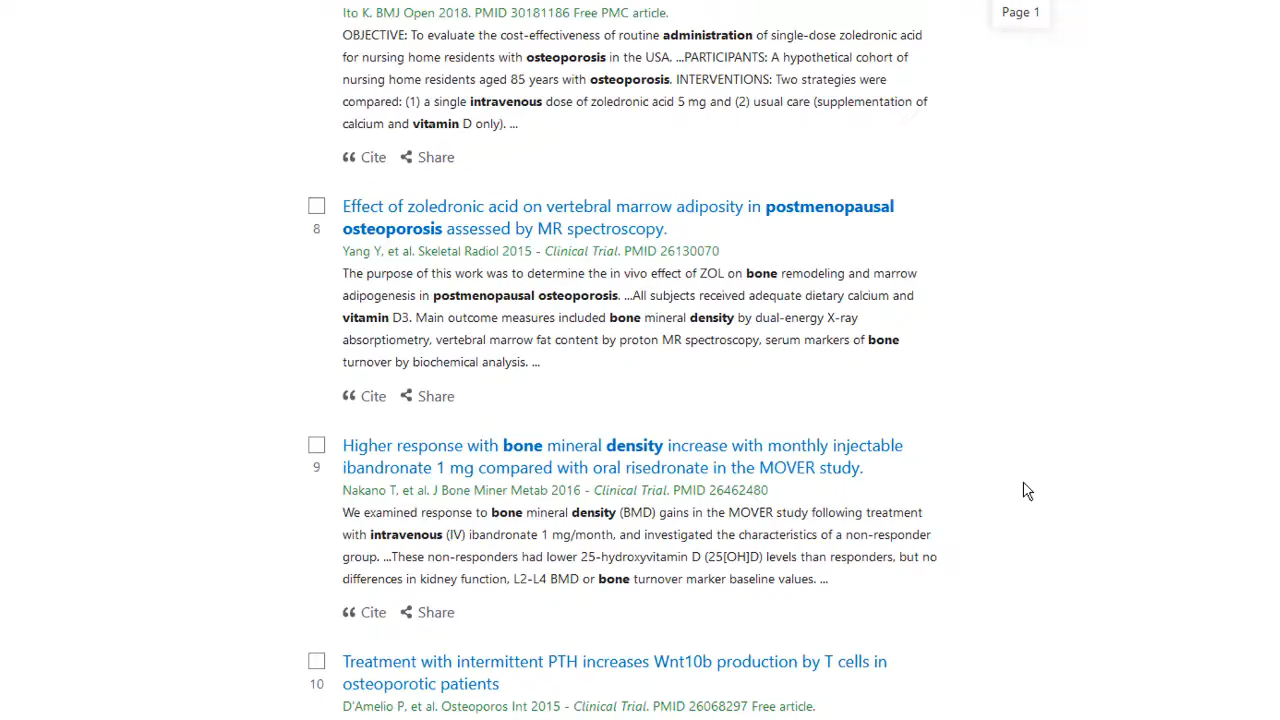 Page 1
Ito K. BMJ Open 2018. PMID 30181186 Free PMC article.
OBJECTIVE: To evaluate the cost-effectiveness of routine administration of single-dose zoledronic acid
for nursing home residents with osteoporosis in the USA. ...PARTICIPANTS: A hypothetical cohort of
nursing home residents aged 85 years with osteoporosis. INTERVENTIONS: Two strategies were
compared: (1) a single intravenous dose of zoledronic acid 5 mg and (2) usual care (supplementation of
calcium and vitamin D only). ...
Cite Share
Effect of zoledronic acid on vertebral marrow adiposity in postmenopausal
8 osteoporosis assessed by MR spectroscopy.
Yang Y, et al. Skeletal Radiol 2015 - Clinical Trial. PMID 26130070
The purpose of this work was to determine the in vivo effect of ZOL on bone remodeling and marrow
adipogenesis in postmenopausal osteoporosis. ...All subjects received adequate dietary calcium and
vitamin D3. Main outcome measures included bone mineral density by dual-energy X-ray
absorptiometry, vertebral marrow fat content by proton MR spectroscopy, serum markers of bone
turnover by biochemical analysis. ...
Cite Share
Higher response with bone mineral density increase with monthly injectable
9 ibandronate 1 mg compared with oral risedronate in the MOVER study.
Nakano T, et al. J Bone Miner Metab 2016 - Clinical Trial. PMID 26462480
We examined response to bone mineral density (BMD) gains in the MOVER study following treatment
with intravenous (IV) ibandronate 1 mg/month, and investigated the characteristics of a non-responder
group. ...These non-responders had lower 25-hydroxyvitamin D (25[OH]D) levels than responders, but no
differences in kidney function, L2-L4 BMD or bone turnover marker baseline values. ...
Cite Share
Treatment with intermittent PTH increases Wnt10b production by T cells in
10 osteoporotic patients
D'Amelio P, et al. Osteoporos Int 2015 - Clinical Trial. PMID 26068297 Free article.